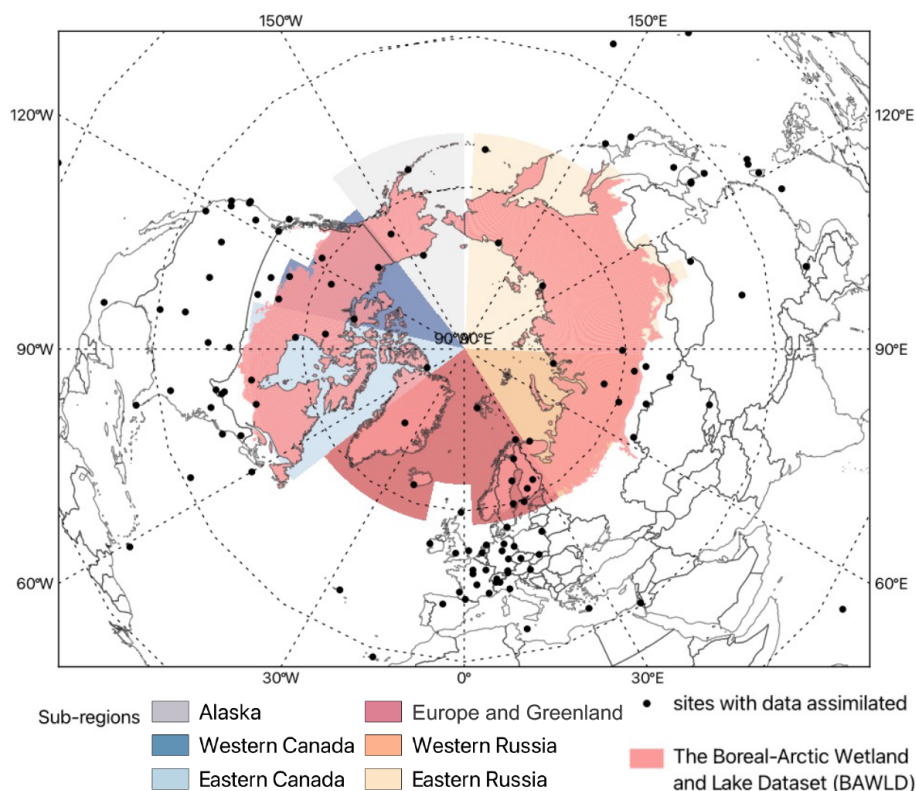 150°W 150°E
120°W 120°E
90°W 90°E
90°E
60°W 60°E
30°W 0° 30°E
Sub-regions
Alaska
Western Canada
Eastern Canada
Europe and Greenland
Western Russia
Eastern Russia
sites with data assimilated
The Boreal-Arctic Wetland
and Lake Dataset (BAWLD)